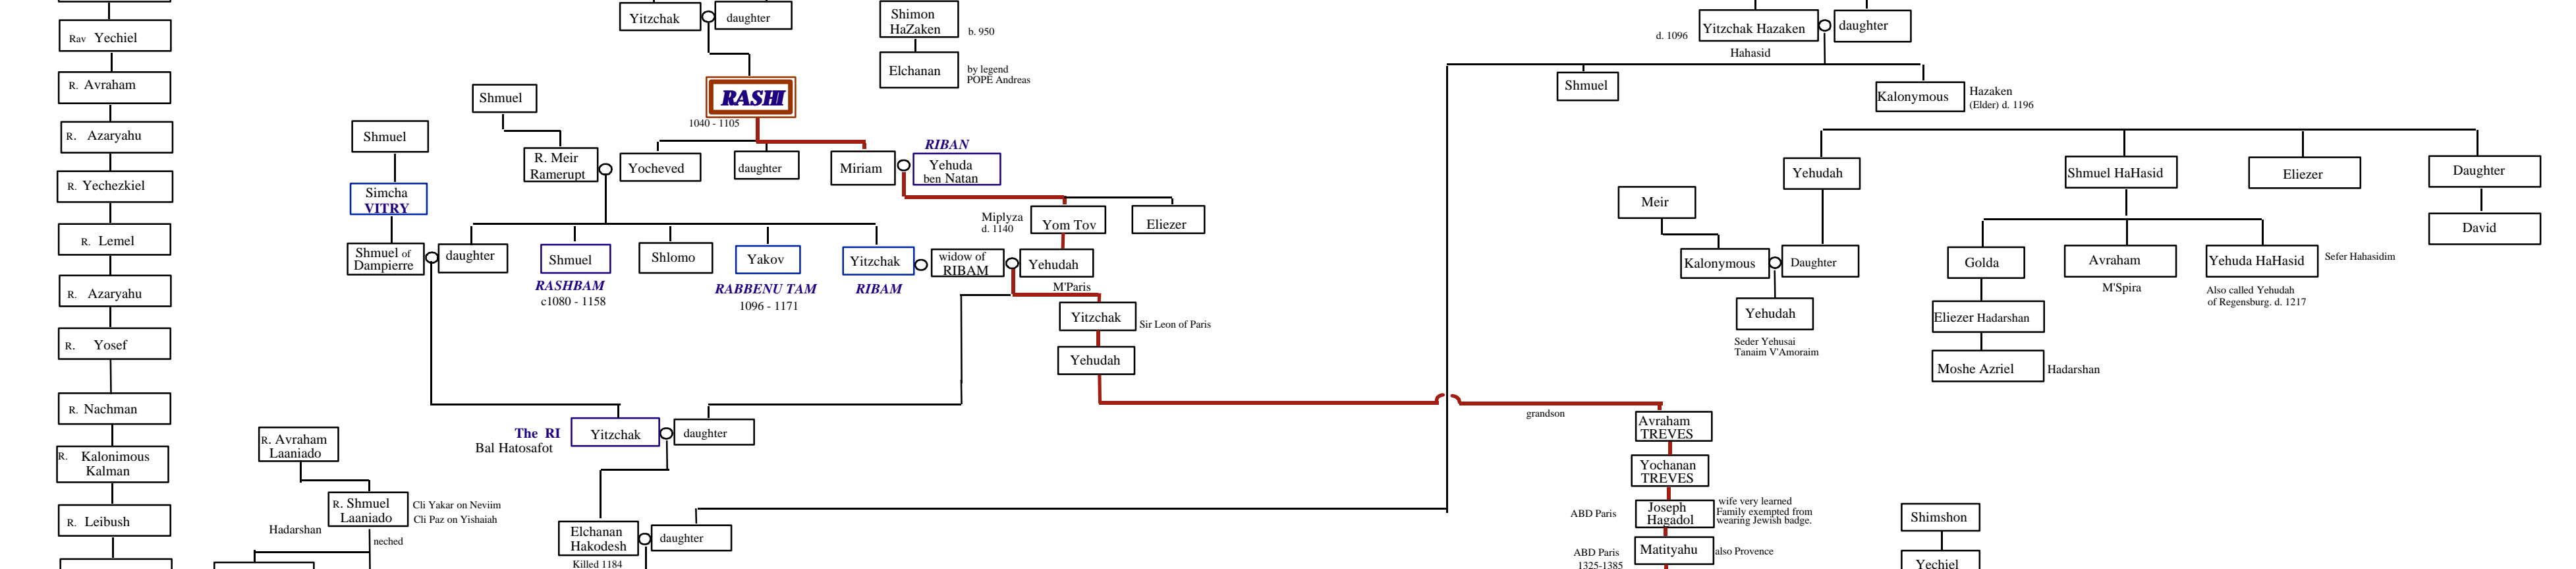 Rav Yechiel
R. Avraham
R. Azaryahu
R. Yechezkiel
R. Lemel
R. Azaryahu
R. Yosef
R. Nachman
R. Kalonimous
Kalman
R. Leibush
Yitzchak
daughter
Shimon
HaZaken
b. 950
Elchanan
by legend
POPE Andreas
RASHI
1040 - 1105
Shmuel
Shmuel
R. Meir
Ramerupt
Yocheved
daughter
Miriam
RIBAN
Yehuda
ben Natan
Simcha
VITRY
Miplyza
d. 1140
Yom Tov
Eliezer
Shmuel of
Dampierre
daughter
Shmuel
RASHBAM
c1080 - 1158
Shlomo
Yakov
RABBENU TAM
1096 - 1171
Yitzchak
RIBAM
widow of
RIBAM
Yehudah
M'Paris
Yitzchak
Sir Leon of Paris
Yehudah
The RI
Bal Hatosafot
Yitzchak
daughter
R. Avraham
Laaniado
R. Shmuel
Laaniado
Cli Yakar on Neviim
Cli Paz on Yishaiah
Hadarshan
neched
Elchanan
Hakodesh
daughter
Killed 1184
d. 1096
Yitzchak Hazaken
daughter
Hahasid
Shmuel
Kalonymous
Hazaken
(Elder) d. 1196
Yehudah
Shmuel HaHasid
Eliezer
Daughter
Meir
David
Kalonymous
Daughter
Golda
Avraham
M'Spira
Yehuda HaHasid
Sefer Hahasidim
Also called Yehudah
of Regensburg. d. 1217
Yehudah
Seder Yehusai
Tanaim V'Amoraim
Eliezer Hadarshan
Moshe Azriel
Hadarshan
grandson
Avraham
TREVES
Yochanan
TREVES
ABD Paris
Joseph
Hagadol
wife very learned
Family exempted from
wearing Jewish badge.
ABD Paris
1325-1385
Matityahu
also Provence
Shimshon
Yechiel